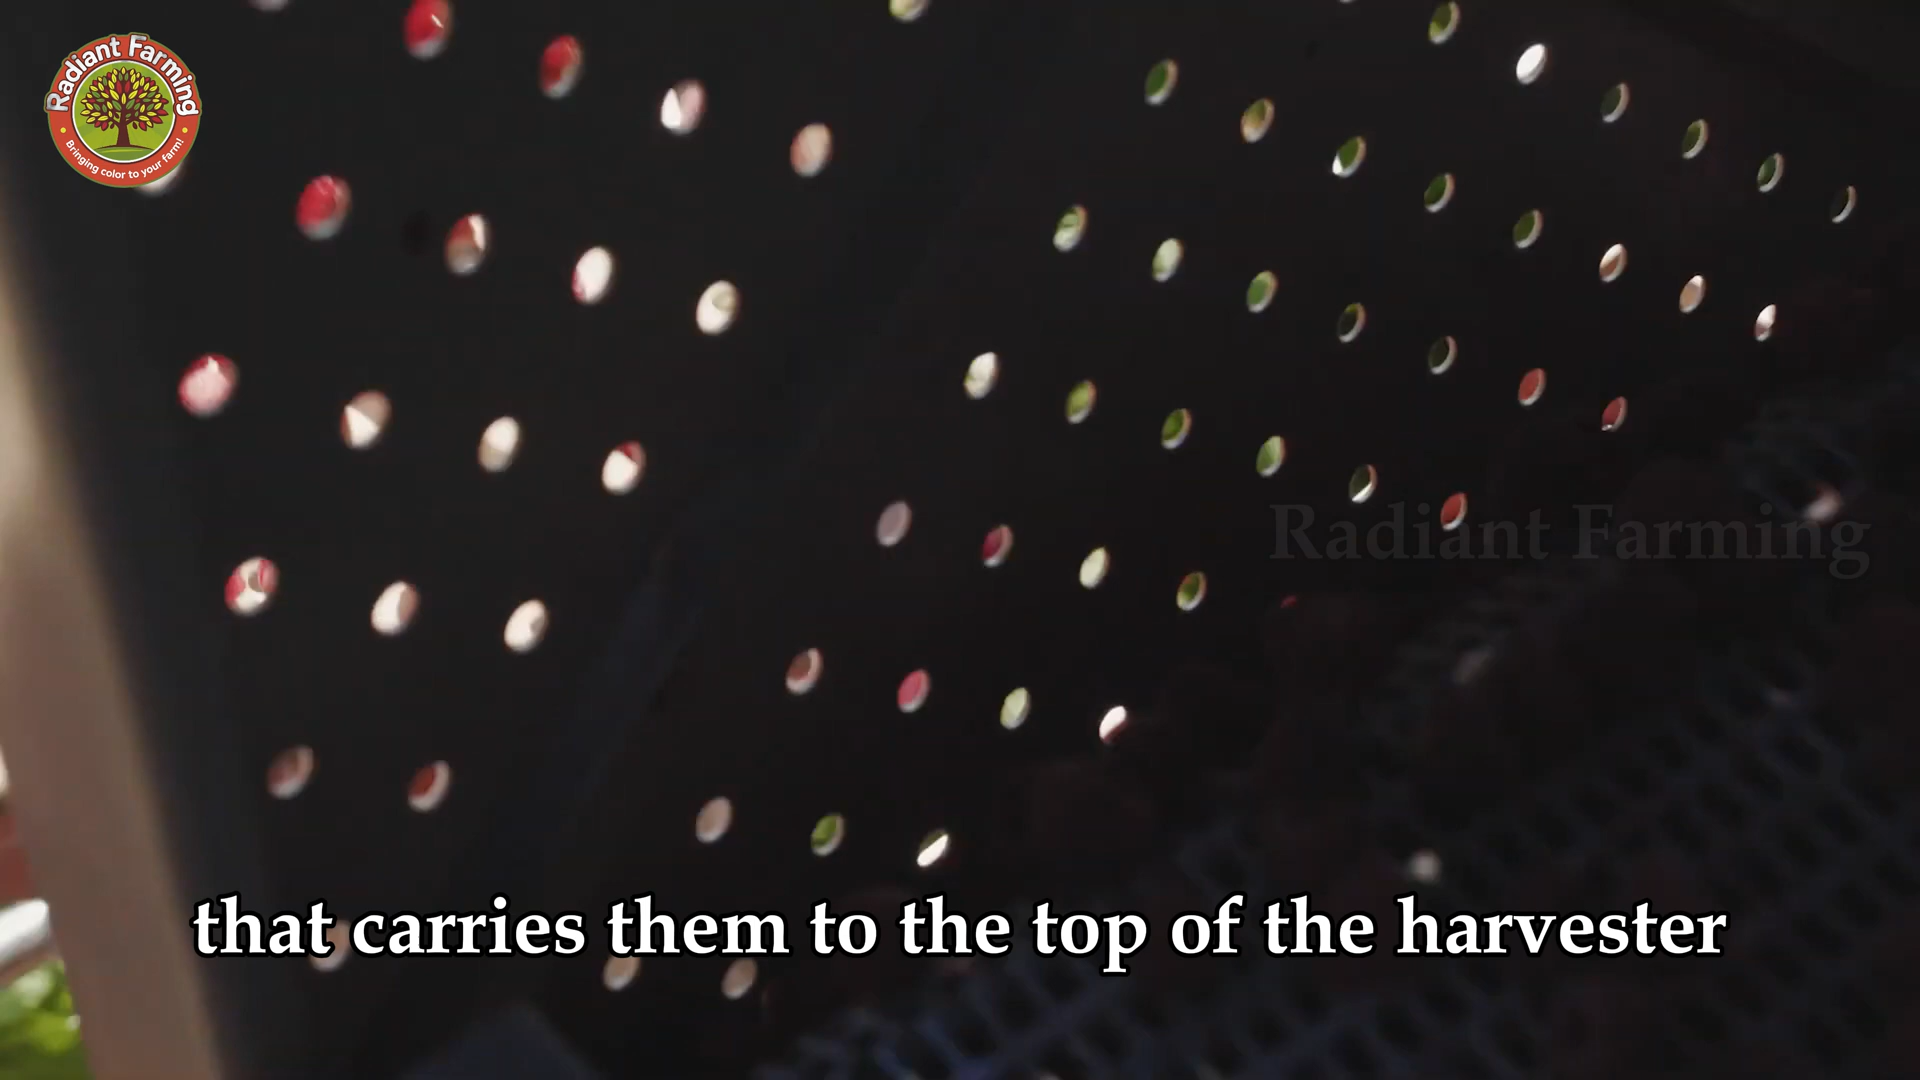 Radiant Farming
Bringing color to your farm!
Radiant Farming
that carries them to the top of the harvester